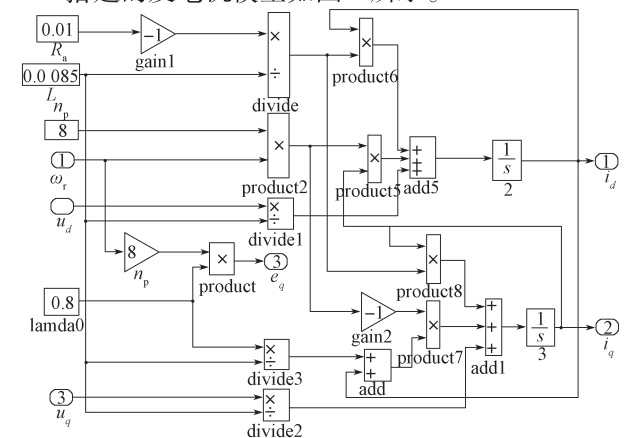 0.01
-1
×
÷
×
R_a
gain1
product6
0.0 085
L
divide
n_p
8
×
×
+
+
+
1
s
1
1
ω_r
product2
product5
add5
2
i_d
u_d
×
÷
divide1
8
×
3
×
n_p
product
e_q
product8
0.8
-1
×
+
+
+
1
s
2
lamda0
gain2
product7
add1
3
i_q
×
÷
+
+
divide3
add
3
×
÷
u_q
divide2